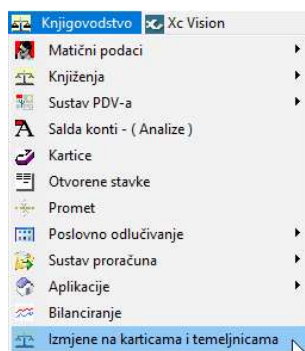 Knjigovodstvo Xc Vision
Matični podaci
Knjiženja
Sustav PDV-a
Salda konti - ( Analize )
Kartice
Otvorene stavke
Promet
Poslovno odlučivanje
Sustav proračuna
Aplikacije
Bilanciranje
Izmjene na karticama i temeljnicama